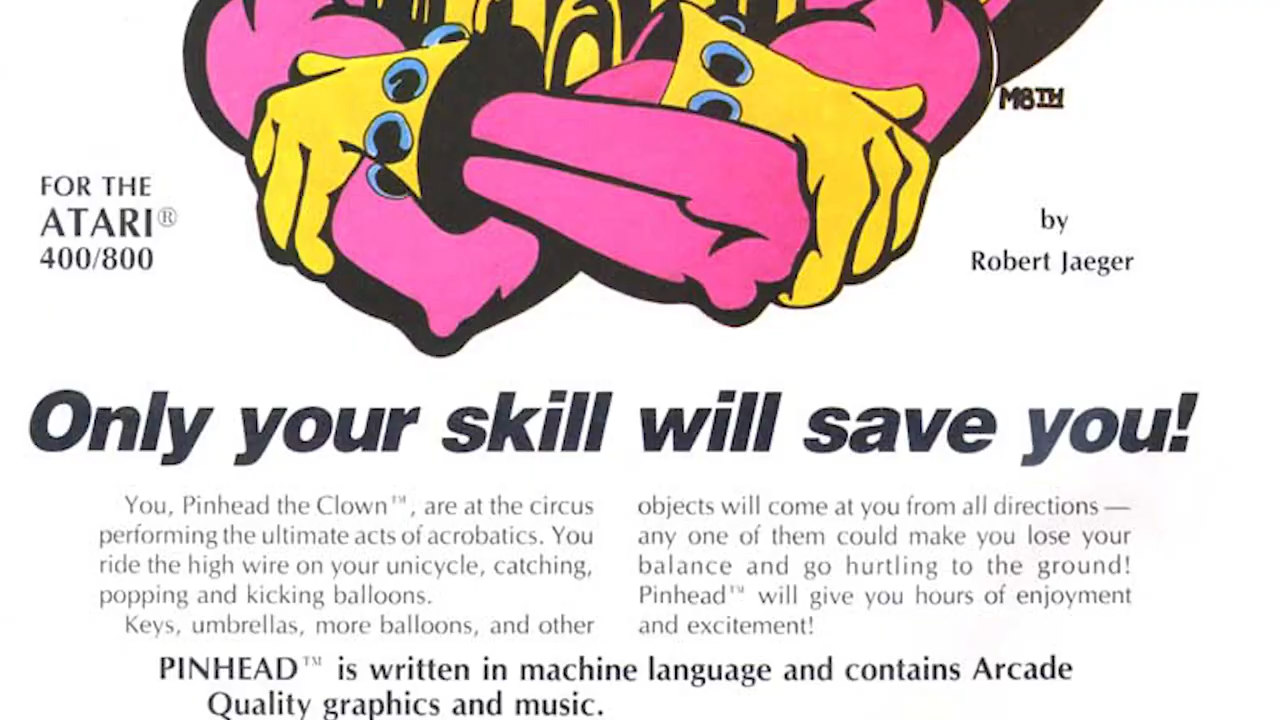 M8TH
FOR THE
ATARI®
400/800
by
Robert Jaeger
Only your skill will save you!
You, Pinhead the Clown™, are at the circus
performing the ultimate acts of acrobatics. You
ride the high wire on your unicycle, catching,
popping and kicking balloons.
Keys, umbrellas, more balloons, and other
objects will come at you from all directions —
any one of them could make you lose your
balance and go hurtling to the ground!
Pinhead™ will give you hours of enjoyment
and excitement!
PINHEAD™ is written in machine language and contains Arcade
Quality graphics and music.